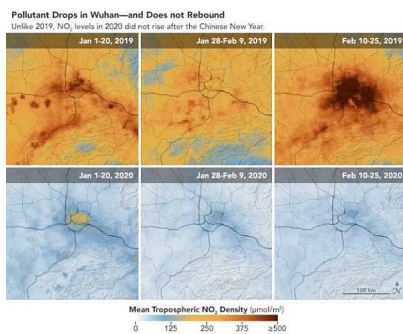 Pollutant Drops in Wuhan—and Does not Rebound
Unlike 2019, NO₂ levels in 2020 did not rise after the Chinese New Year.
Jan 1-20, 2019
Jan 28-Feb 9, 2019
Feb 10-25, 2019
Jan 1-20, 2020
Jan 28-Feb 9, 2020
Feb 10-25, 2020
100 km
N
Mean Tropospheric NO₂ Density (μmol/m²)
0 125 250 375 ≥500